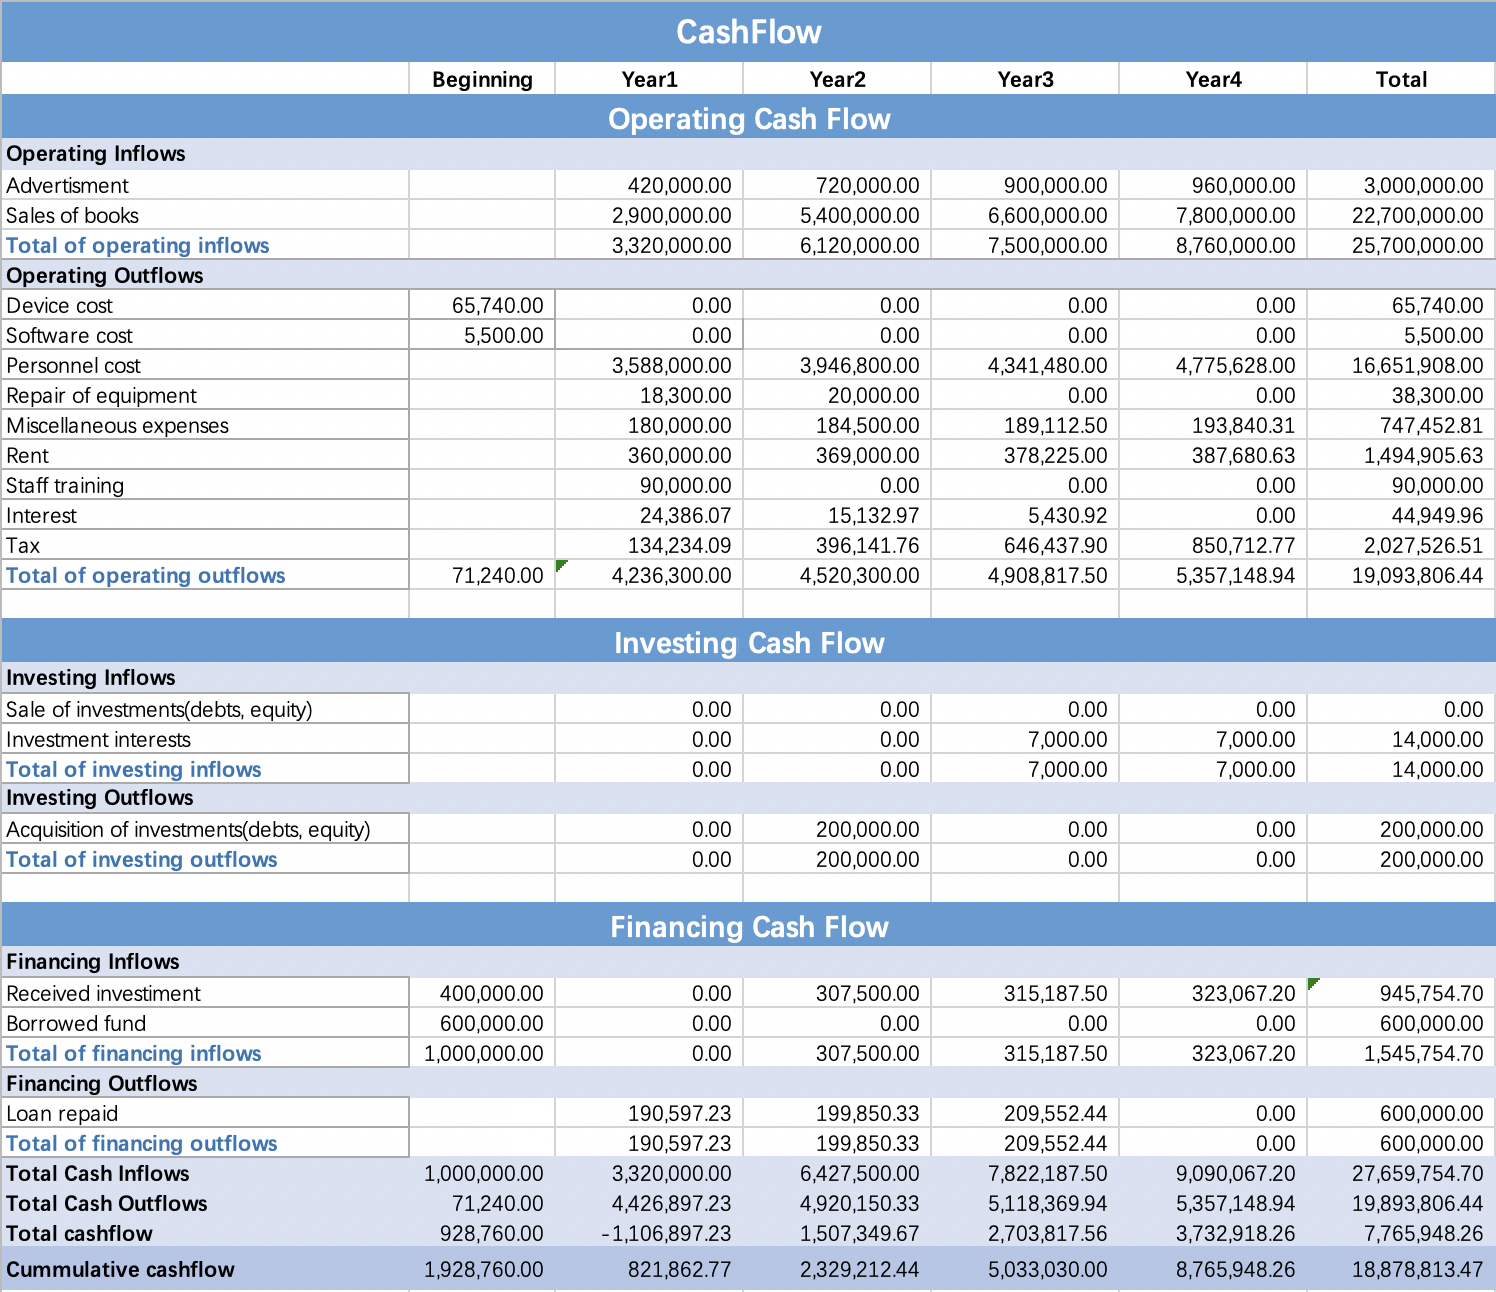 CashFlow
Beginning Year1 Year2 Year3 Year4 Total
Operating Cash Flow
Operating Inflows
Advertisment 420,000.00 720,000.00 900,000.00 960,000.00 3,000,000.00
Sales of books 2,900,000.00 5,400,000.00 6,600,000.00 7,800,000.00 22,700,000.00
Total of operating inflows 3,320,000.00 6,120,000.00 7,500,000.00 8,760,000.00 25,700,000.00
Operating Outflows
Device cost 65,740.00 0.00 0.00 0.00 0.00 65,740.00
Software cost 5,500.00 0.00 0.00 0.00 0.00 5,500.00
Personnel cost 3,588,000.00 3,946,800.00 4,341,480.00 4,775,628.00 16,651,908.00
Repair of equipment 18,300.00 20,000.00 0.00 0.00 38,300.00
Miscellaneous expenses 180,000.00 184,500.00 189,112.50 193,840.31 747,452.81
Rent 360,000.00 369,000.00 378,225.00 387,680.63 1,494,905.63
Staff training 90,000.00 0.00 0.00 0.00 90,000.00
Interest 24,386.07 15,132.97 5,430.92 0.00 44,949.96
Tax 134,234.09 396,141.76 646,437.90 850,712.77 2,027,526.51
Total of operating outflows 71,240.00 4,236,300.00 4,520,300.00 4,908,817.50 5,357,148.94 19,093,806.44
Investing Cash Flow
Investing Inflows
Sale of investments(debts, equity) 0.00 0.00 0.00 0.00 0.00
Investment interests 0.00 0.00 7,000.00 7,000.00 14,000.00
Total of investing inflows 0.00 0.00 7,000.00 7,000.00 14,000.00
Investing Outflows
Acquisition of investments(debts, equity) 0.00 200,000.00 0.00 0.00 200,000.00
Total of investing outflows 0.00 200,000.00 0.00 0.00 200,000.00
Financing Cash Flow
Financing Inflows
Received investiment 400,000.00 0.00 307,500.00 315,187.50 323,067.20 945,754.70
Borrowed fund 600,000.00 0.00 0.00 0.00 0.00 600,000.00
Total of financing inflows 1,000,000.00 0.00 307,500.00 315,187.50 323,067.20 1,545,754.70
Financing Outflows
Loan repaid 190,597.23 199,850.33 209,552.44 0.00 600,000.00
Total of financing outflows 190,597.23 199,850.33 209,552.44 0.00 600,000.00
Total Cash Inflows 1,000,000.00 3,320,000.00 6,427,500.00 7,822,187.50 9,090,067.20 27,659,754.70
Total Cash Outflows 71,240.00 4,426,897.23 4,920,150.33 5,118,369.94 5,357,148.94 19,893,806.44
Total cashflow 928,760.00 -1,106,897.23 1,507,349.67 2,703,817.56 3,732,918.26 7,765,948.26
Cummulative cashflow 1,928,760.00 821,862.77 2,329,212.44 5,033,030.00 8,765,948.26 18,878,813.47